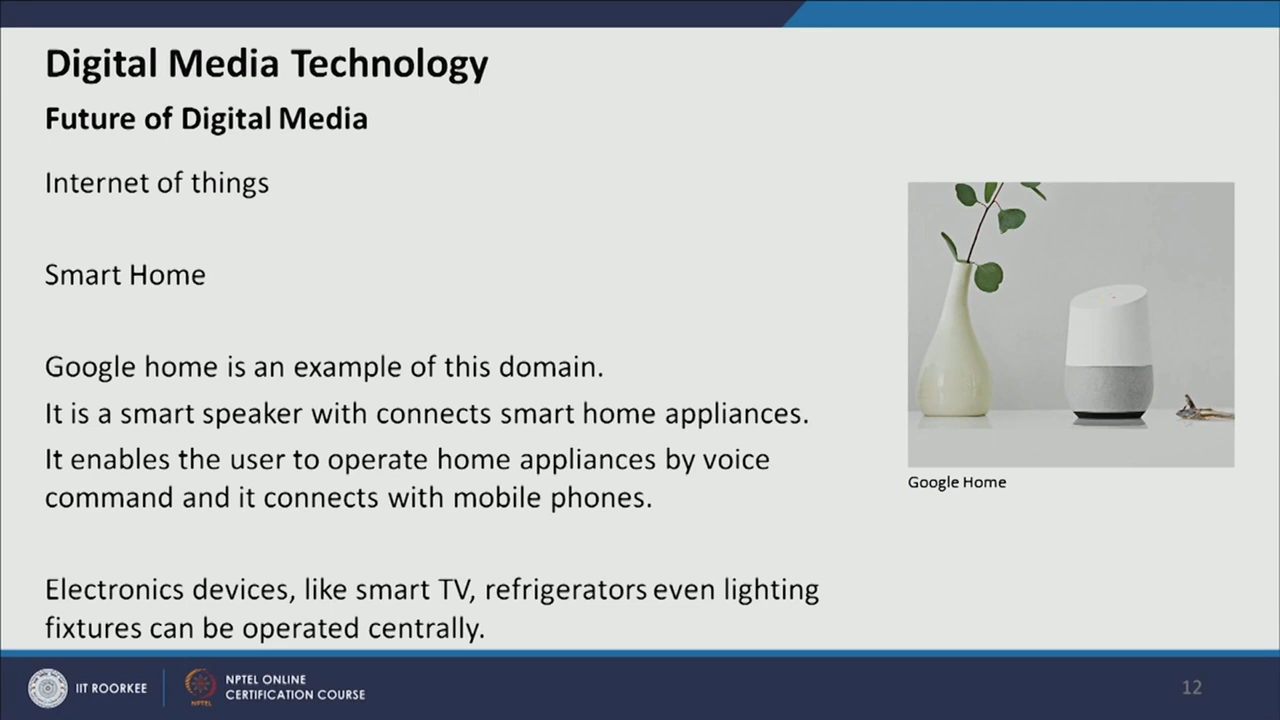 Digital Media Technology
Future of Digital Media
Internet of things
Smart Home
Google home is an example of this domain.
It is a smart speaker with connects smart home appliances.
It enables the user to operate home appliances by voice
command and it connects with mobile phones.
Electronics devices, like smart TV, refrigerators even lighting
fixtures can be operated centrally.
Google Home
IIT ROORKEE
NPTEL
NPTEL ONLINE
CERTIFICATION COURSE
12